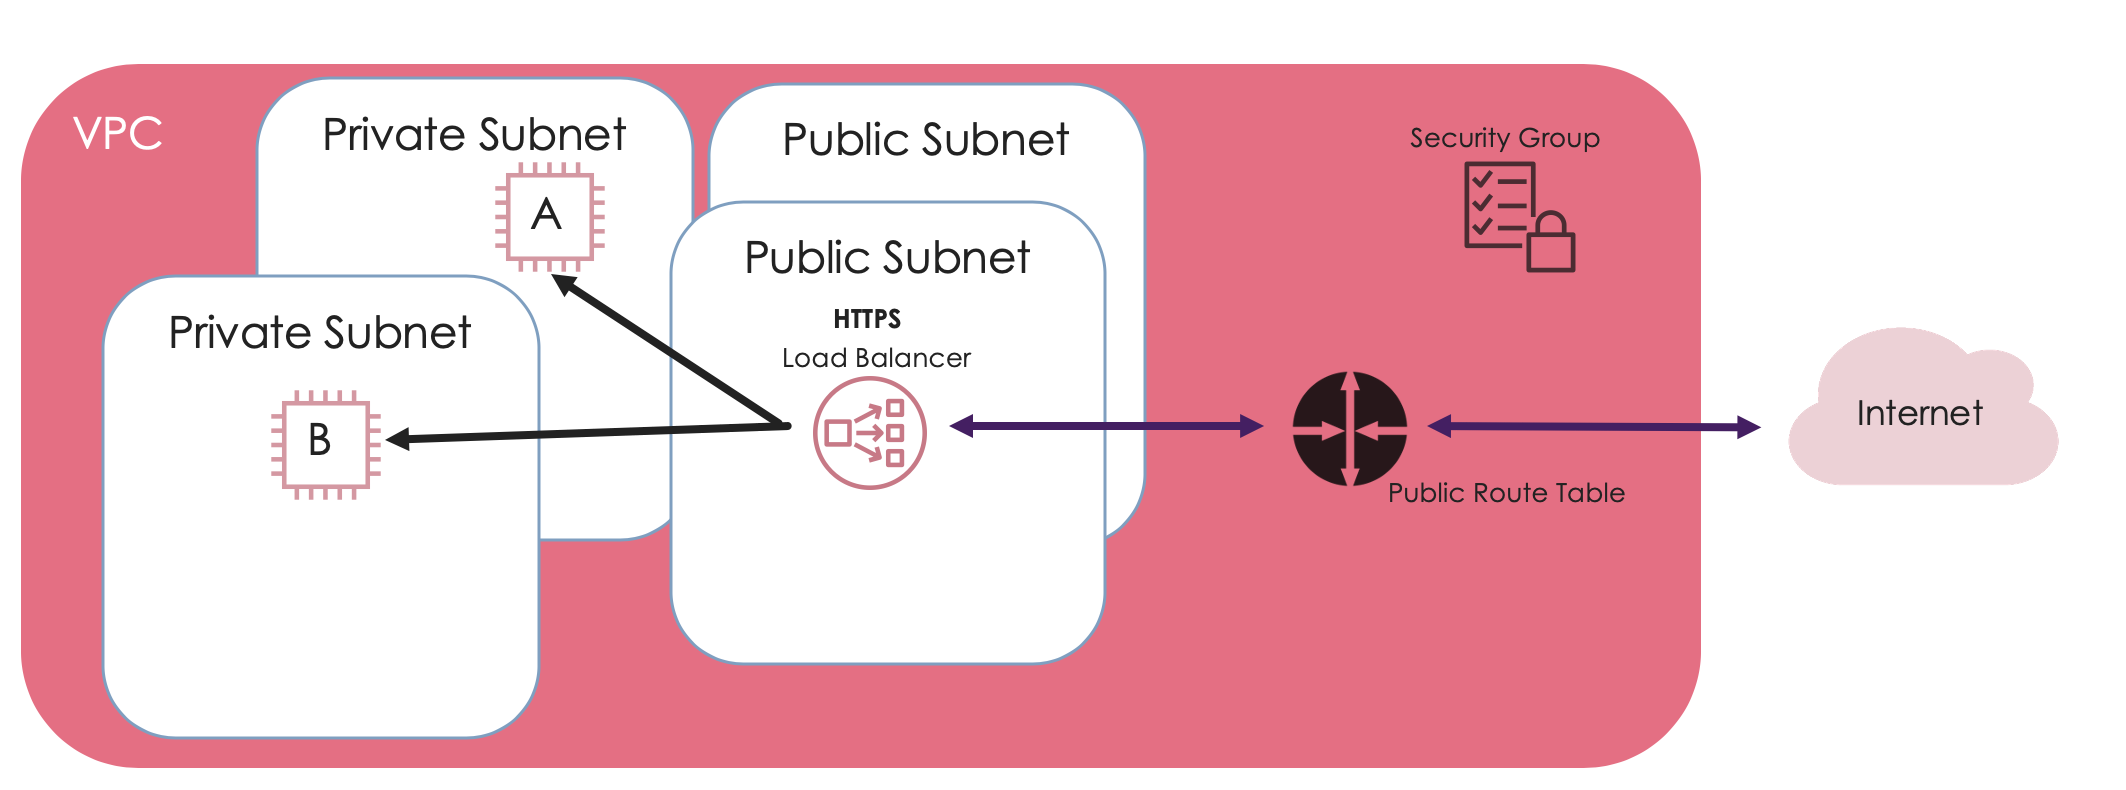 VPC
Private Subnet
A
Public Subnet
Security Group
Public Subnet
HTTPS
Load Balancer
Private Subnet
B
Internet
Public Route Table